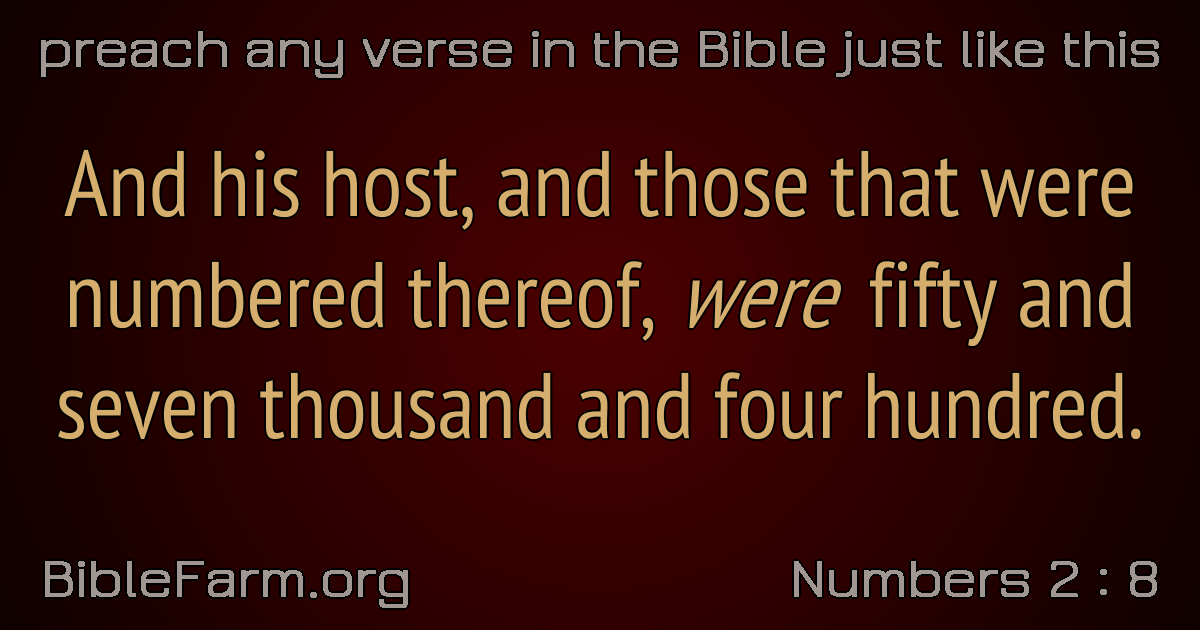 preach any verse in the Bible just like this
And his host, and those that were
numbered thereof, were fifty and
seven thousand and four hundred.
BibleFarm.org
Numbers 2 : 8